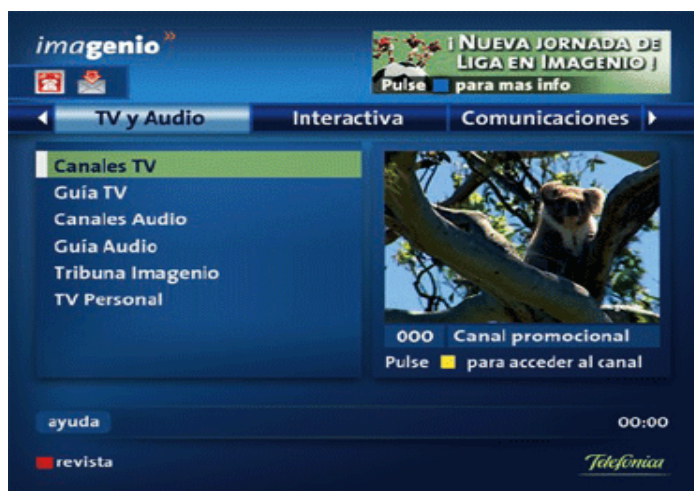 imagenio
¡ NUEVA JORNADA DE
LIGA EN IMAGENIO !
Pulse para mas info
TV y Audio Interactiva Comunicaciones
Canales TV
Guía TV
Canales Audio
Guía Audio
Tribuna Imagenio
TV Personal
000 Canal promocional
Pulse para acceder al canal
ayuda 00:00
revista Telefónica